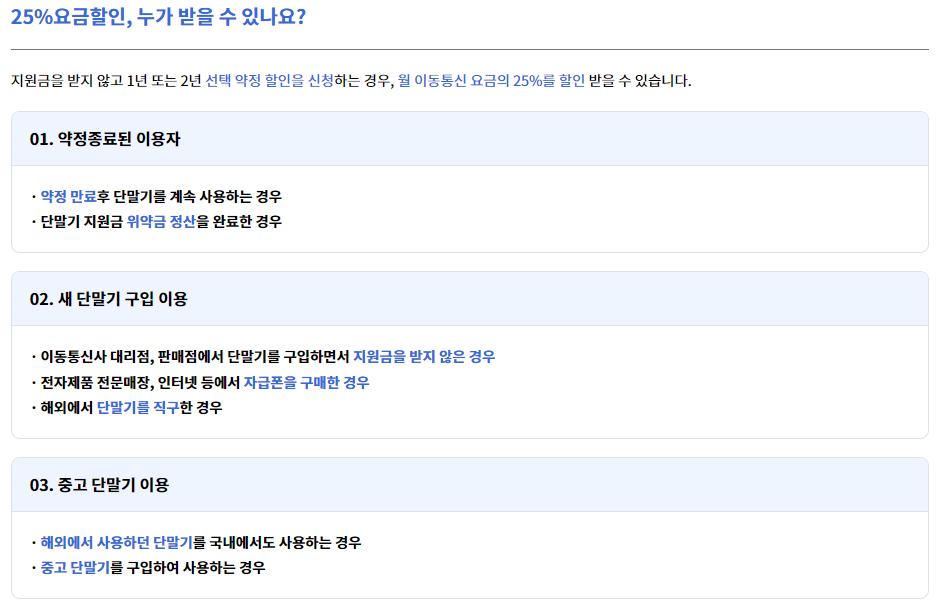 25%요금할인, 누가 받을 수 있나요?
지원금을 받지 않고 1년 또는 2년 선택 약정 할인을 신청하는 경우, 월 이동통신 요금의 25%를 할인 받을 수 있습니다.
01. 약정종료된 이용자
· 약정 만료후 단말기를 계속 사용하는 경우
· 단말기 지원금 위약금 정산을 완료한 경우
02. 새 단말기 구입 이용
· 이동통신사 대리점, 판매점에서 단말기를 구입하면서 지원금을 받지 않은 경우
· 전자제품 전문매장, 인터넷 등에서 자급폰을 구매한 경우
· 해외에서 단말기를 직구한 경우
03. 중고 단말기 이용
· 해외에서 사용하던 단말기를 국내에서도 사용하는 경우
· 중고 단말기를 구입하여 사용하는 경우